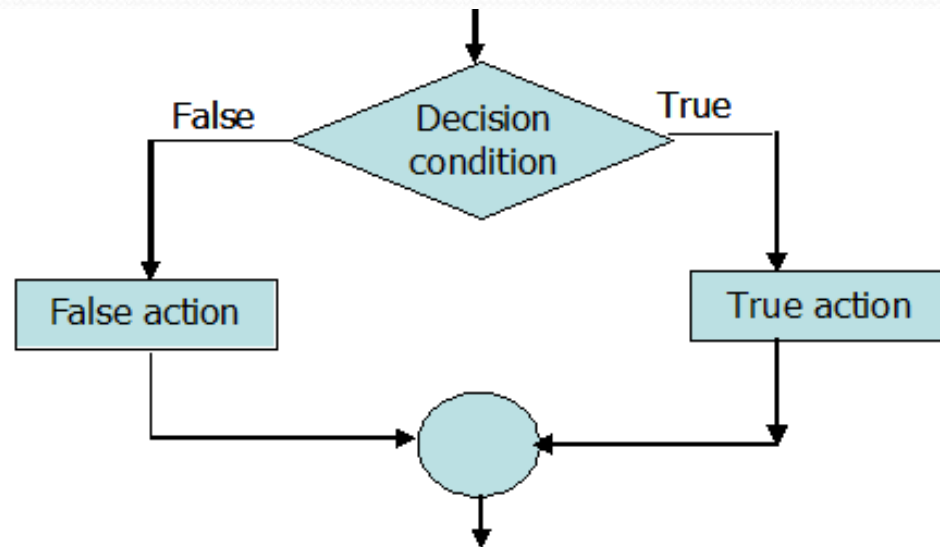 False
True
Decision
condition
False action
True action